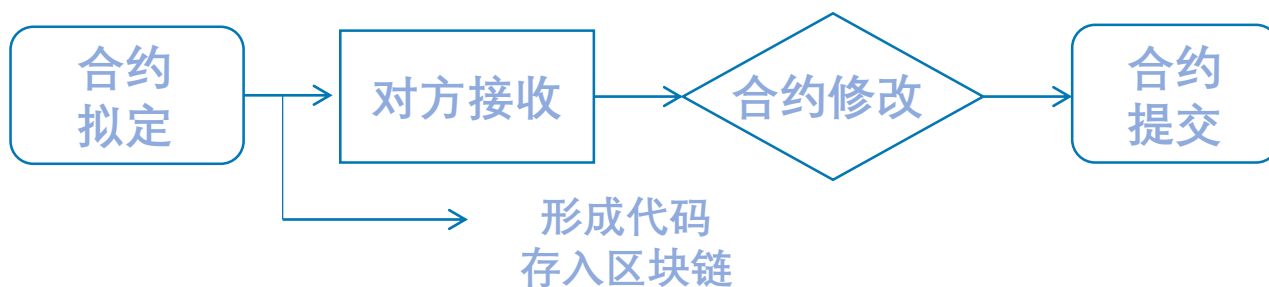 合约
拟定
对方接收
合约修改
合约
提交
形成代码
存入区块链